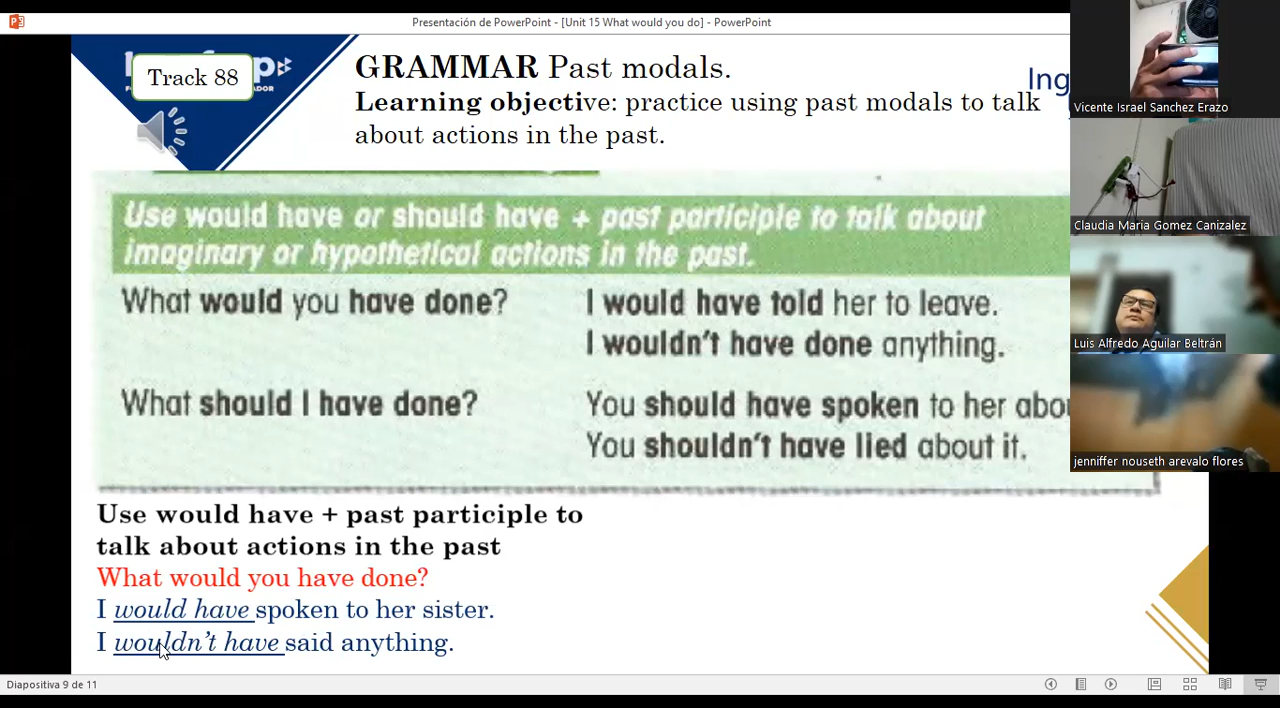 Presentación de PowerPoint - [Unit 15 What would you do] - PowerPoint
Track 88
GRAMMAR Past modals.
Learning objective: practice using past modals to talk
about actions in the past.
Ing
Use would have or should have + past participle to talk about
imaginary or hypothetical actions in the past.
What would you have done?
I would have told her to leave.
I wouldn't have done anything.
What should I have done?
You should have spoken to her abo
You shouldn't have lied about it.
Use would have + past participle to
talk about actions in the past
What would you have done?
I would have spoken to her sister.
I wouldn't have said anything.
Vicente Israel Sanchez Erazo
Claudia Maria Gomez Canizalez
Luis Alfredo Aguilar Beltrán
jenniffer nouseth arevalo flores
Diapositiva 9 de 11